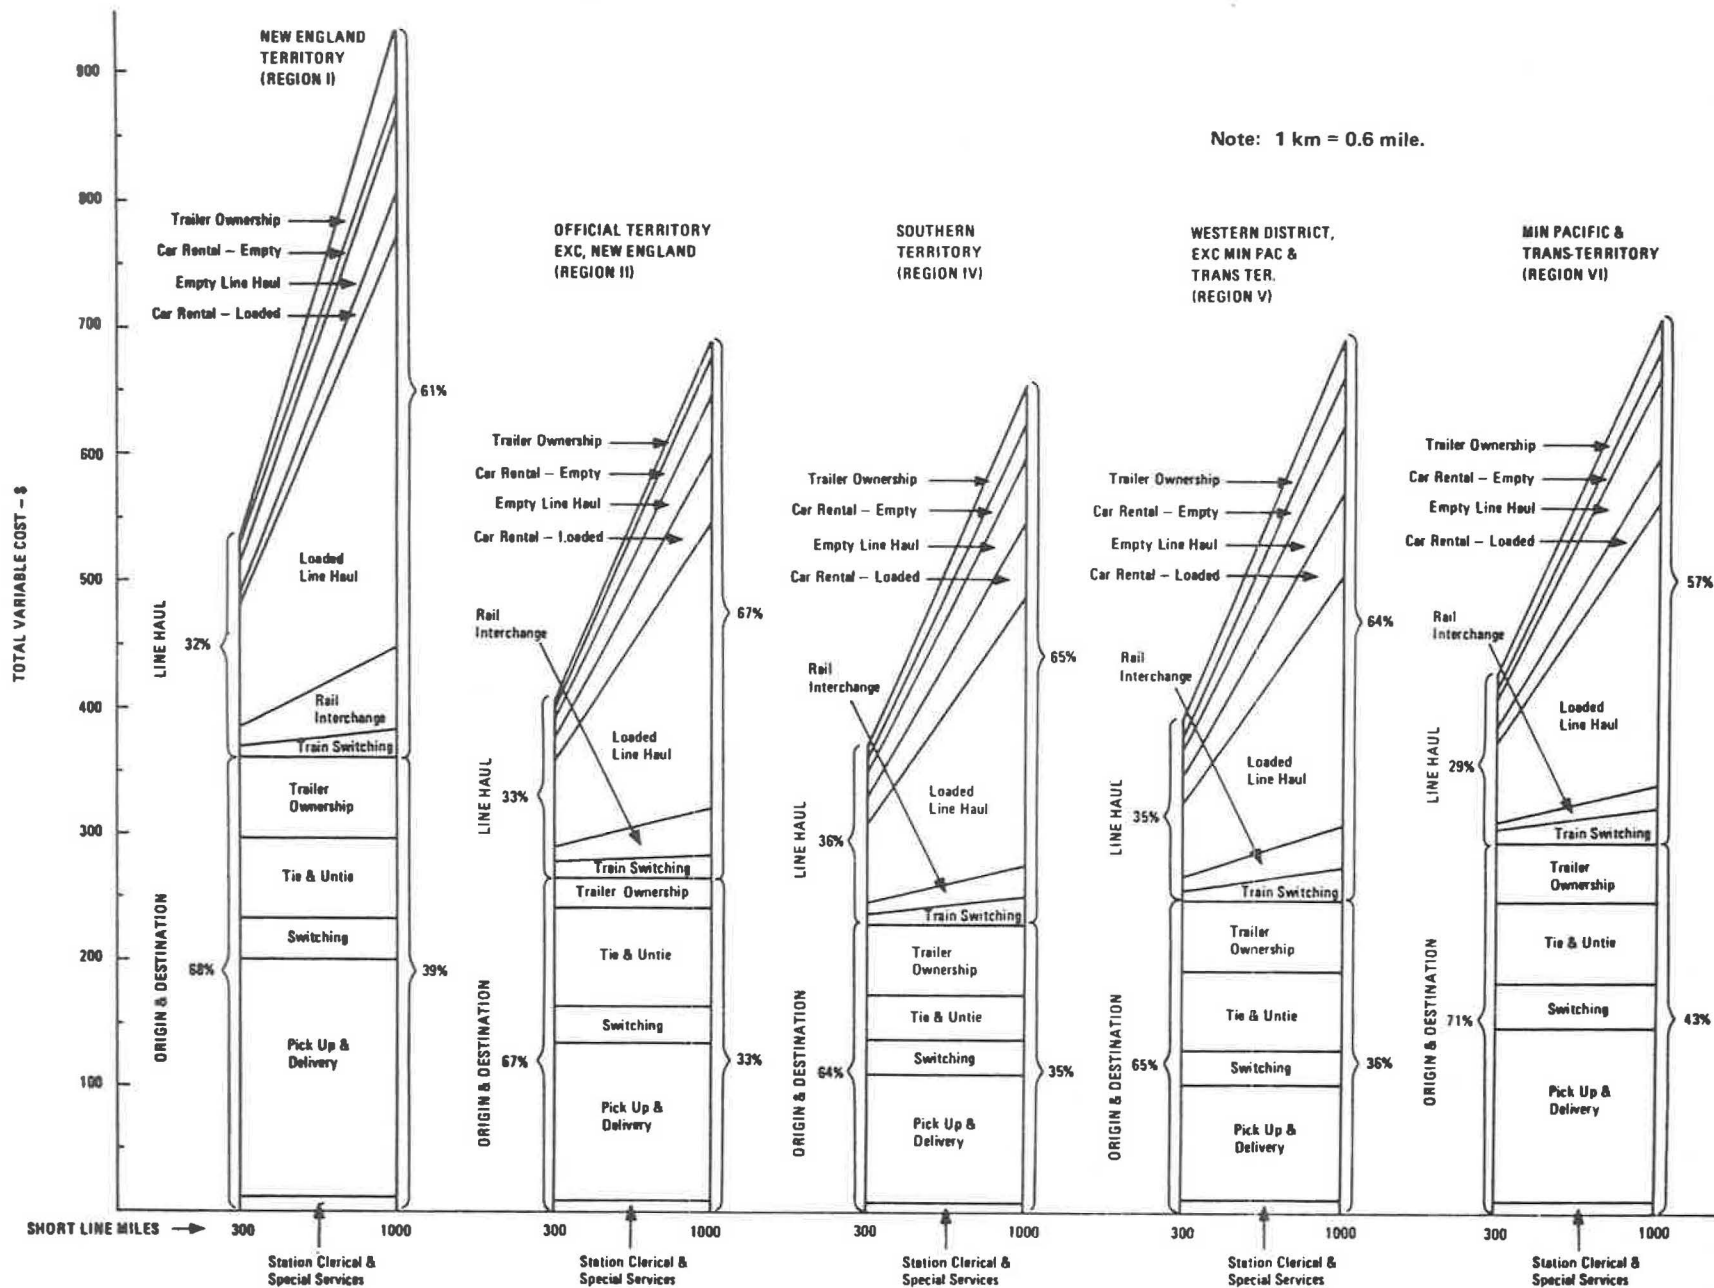 TOTAL VARIABLE COST – $
900
800
700
600
500
400
300
200
100
SHORT LINE MILES
Note: 1 km = 0.6 mile.
NEW ENGLAND
TERRITORY
(REGION I)
Trailer Ownership
Car Rental – Empty
Empty Line Haul
Car Rental – Loaded
61%
Loaded
Line Haul
LINE HAUL
32%
Rail
Interchange
Train Switching
Trailer
Ownership
Tie & Untie
Switching
ORIGIN & DESTINATION
68%
39%
Pick Up &
Delivery
300
1000
Station Clerical &
Special Services
OFFICIAL TERRITORY
EXC, NEW ENGLAND
(REGION II)
Trailer Ownership
Car Rental – Empty
Empty Line Haul
Car Rental – Loaded
67%
Rail
Interchange
Loaded
Line Haul
LINE HAUL
33%
Train Switching
Trailer Ownership
Tie & Untie
Switching
ORIGIN & DESTINATION
67%
33%
Pick Up &
Delivery
300
1000
Station Clerical &
Special Services
SOUTHERN
TERRITORY
(REGION IV)
Trailer Ownership
Car Rental – Empty
Empty Line Haul
Car Rental – Loaded
65%
Rail
Interchange
Loaded
Line Haul
LINE HAUL
36%
Train Switching
Trailer
Ownership
Tie & Untie
Switching
ORIGIN & DESTINATION
64%
35%
Pick Up &
Delivery
300
1000
Station Clerical &
Special Services
WESTERN DISTRICT,
EXC MIN PAC &
TRANS TER.
(REGION V)
Trailer Ownership
Car Rental – Empty
Empty Line Haul
Car Rental – Loaded
64%
Rail
Interchange
Loaded
Line Haul
LINE HAUL
35%
Train Switching
Trailer
Ownership
Tie & Untie
Switching
ORIGIN & DESTINATION
65%
36%
Pick Up &
Delivery
300
1000
Station Clerical &
Special Services
MIN PACIFIC &
TRANS-TERRITORY
(REGION VI)
Trailer Ownership
Car Rental – Empty
Empty Line Haul
Car Rental – Loaded
57%
Rail
Interchange
Loaded
Line Haul
LINE HAUL
29%
Train Switching
Trailer
Ownership
Tie & Untie
Switching
ORIGIN & DESTINATION
71%
43%
Pick Up &
Delivery
300
1000
Station Clerical &
Special Services